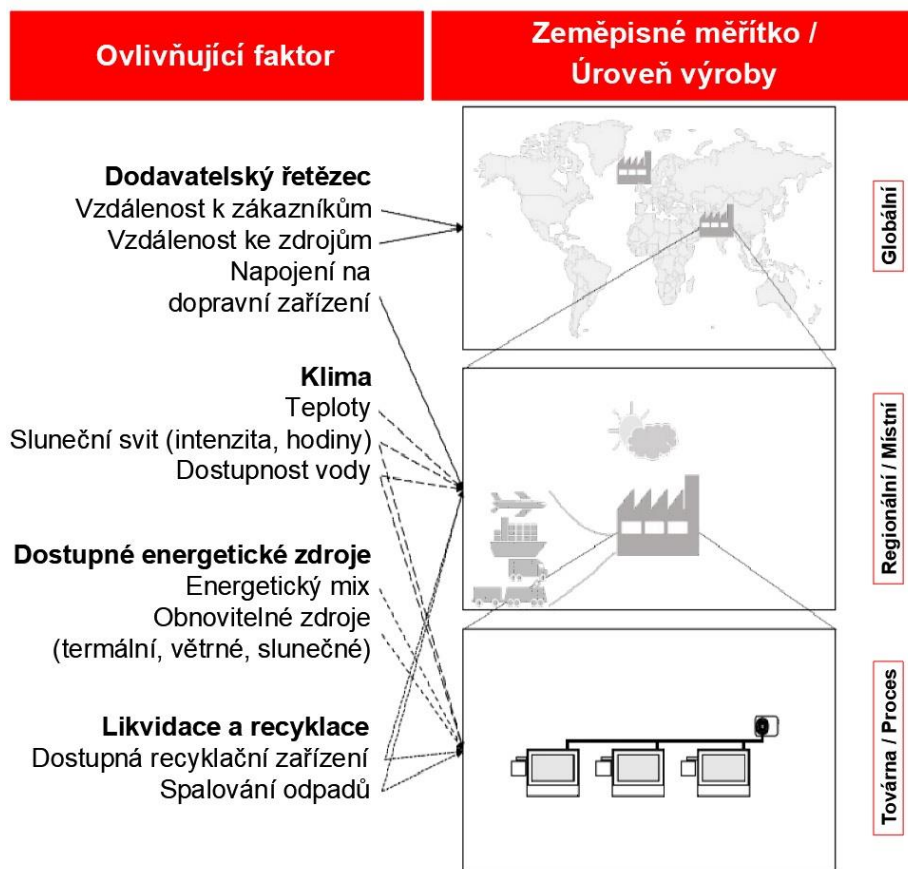 Ovlivňující faktor
Zeměpisné měřítko /
Úroveň výroby
Dodavatelský řetězec
Vzdálenost k zákazníkům
Vzdálenost ke zdrojům
Napojení na
dopravní zařízení
Klima
Teploty
Sluneční svit (intenzita, hodiny)
Dostupnost vody
Dostupné energetické zdroje
Energetický mix
Obnovitelné zdroje
(termální, větrné, slunečné)
Likvidace a recyklace
Dostupná recyklační zařízení
Spalování odpadů
Globální
Regionální / Místní
Továrna / Proces